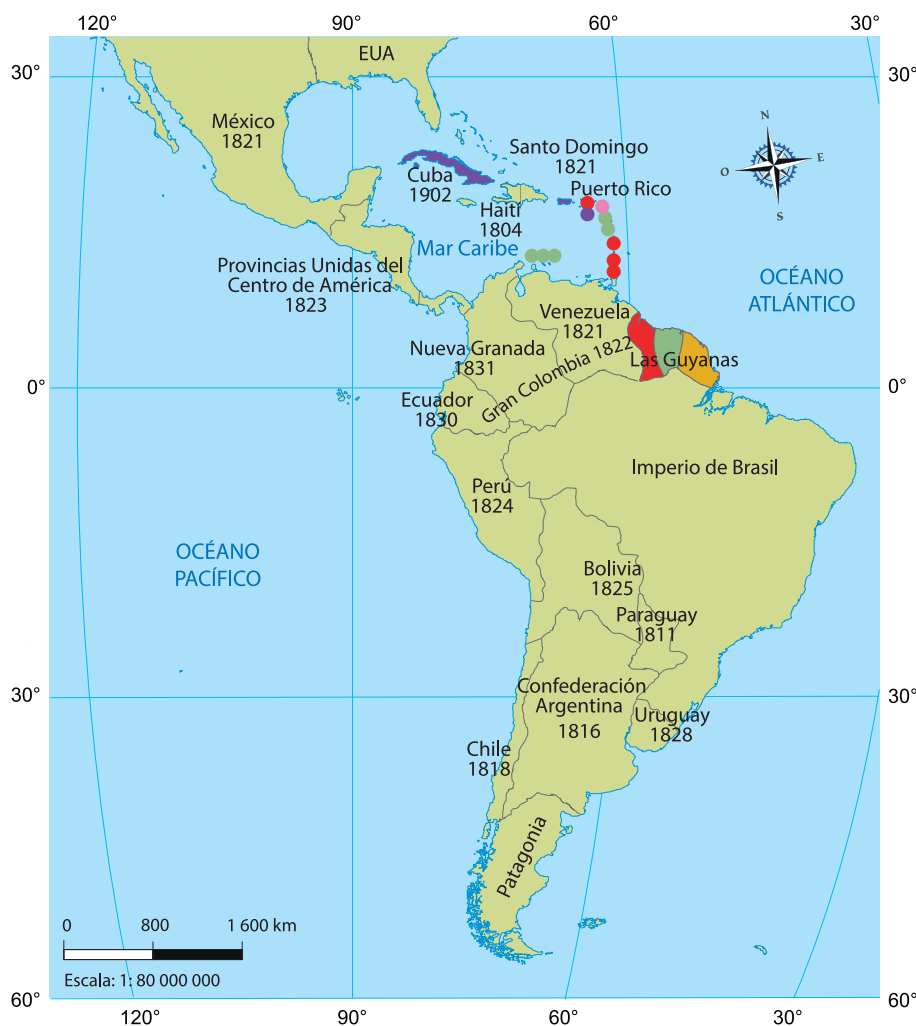 120°
90°
60°
30°
30°
30°
EUA
México
1821
N
E
O
S
Santo Domingo
1821
Cuba
1902
Puerto Rico
Haití
1804
Mar Caribe
Provincias Unidas del
Centro de América
1823
OCÉANO
ATLÁNTICO
Venezuela
1821
Nueva Granada
1831
Gran Colombia 1822
Las Guyanas
0°
0°
Ecuador
1830
Imperio de Brasil
Perú
1824
OCÉANO
PACÍFICO
Bolivia
1825
Paraguay
1811
30°
30°
Confederación
Argentina
1816
Uruguay
1828
Chile
1818
Patagonia
0 800 1 600 km
Escala: 1: 80 000 000
60°
60°
120°
90°
60°
30°